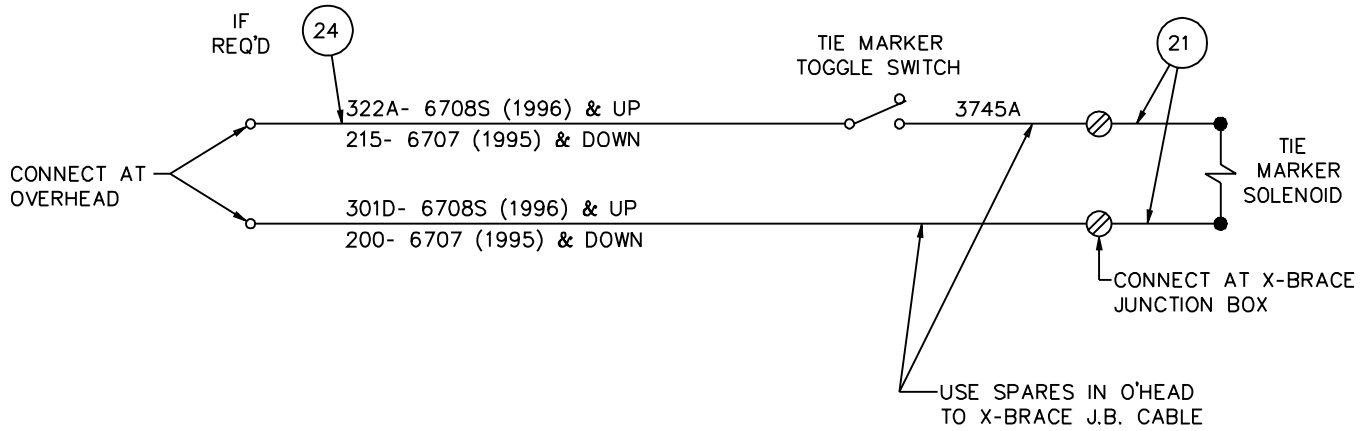 IF
REQ'D
24
TIE MARKER
TOGGLE SWITCH
21
322A- 6708S (1996) & UP
3745A
215- 6707 (1995) & DOWN
CONNECT AT
OVERHEAD
TIE
MARKER
SOLENOID
301D- 6708S (1996) & UP
200- 6707 (1995) & DOWN
CONNECT AT X-BRACE
JUNCTION BOX
USE SPARES IN O'HEAD
TO X-BRACE J.B. CABLE